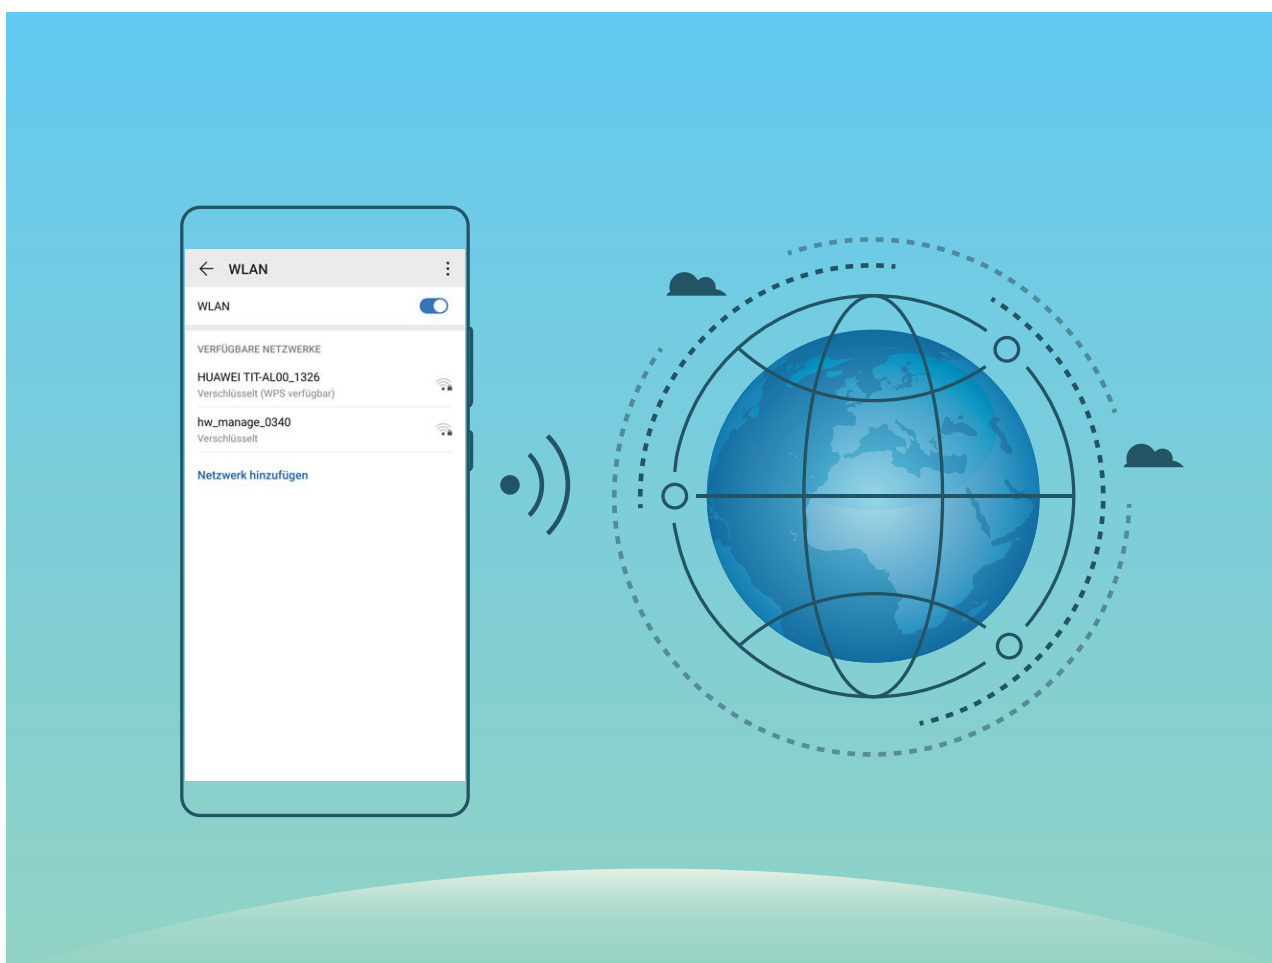 WLAN
WLAN
VERFÜGBARE NETZWERKE
HUAWEI TIT-AL00_1326
Verschlüsselt (WPS verfügbar)
hw_manage_0340
Verschlüsselt
Netzwerk hinzufügen